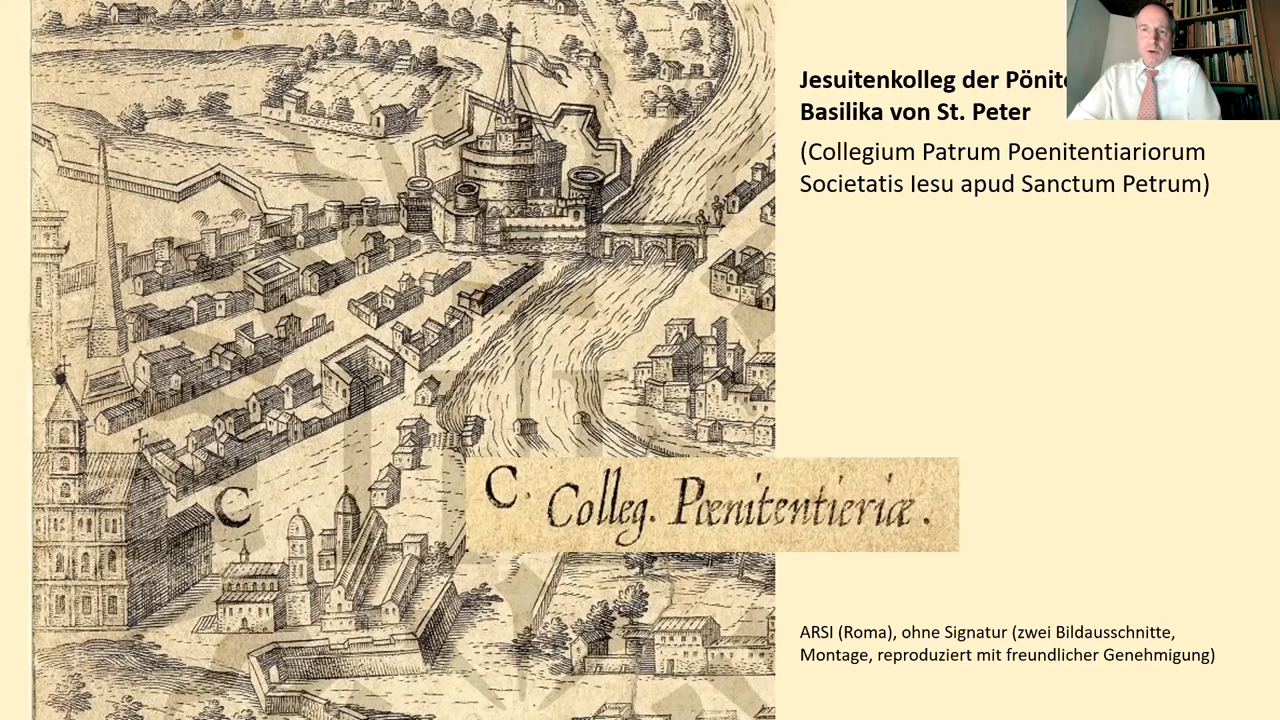 Jesuitenkolleg der
Basilika von St. Peter
(Collegium Patrum Poenitentiariorum
Societatis Iesu apud Sanctum Petrum)
C
C. Colleg. Pœnitentieriæ.
ARSI (Roma), ohne Signatur (zwei Bildausschnitte,
Montage, reproduziert mit freundlicher Genehmigung)